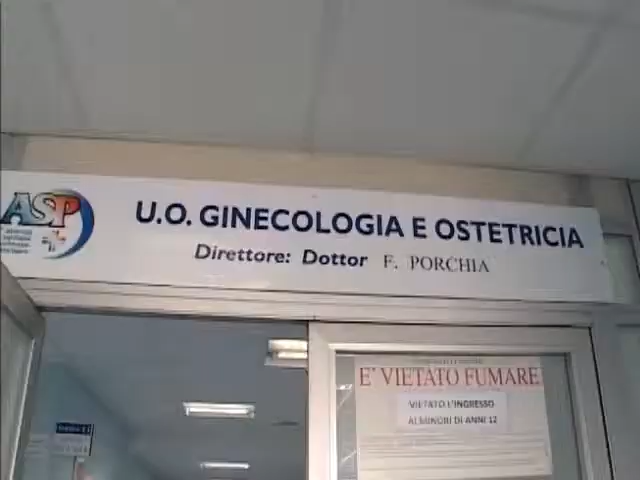 ASP
U.O. GINECOLOGIA E OSTETRICIA
Direttore: Dottor F. PORCHIA
E' VIETATO FUMARE
VIETATO L'INGRESSO
AI MINORI DI ANNI 12